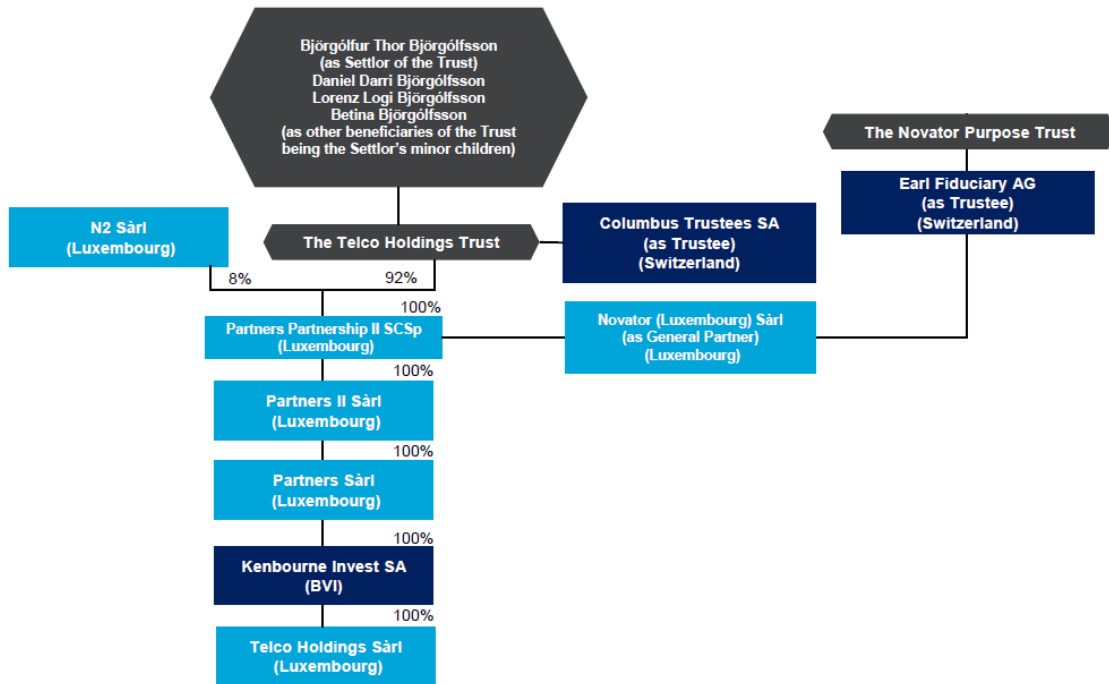 Björgólfur Thor Björgólfsson
(as Settlor of the Trust)
Daniel Darri Björgólfsson
Lorenz Logi Björgólfsson
Betina Björgólfsson
(as other beneficiaries of the Trust
being the Settlor's minor children)
The Novator Purpose Trust
Earl Fiduciary AG
(as Trustee)
(Switzerland)
N2 Sàrl
(Luxembourg)
The Telco Holdings Trust
Columbus Trustees SA
(as Trustee)
(Switzerland)
8%
92%
100%
Partners Partnership II SCSp
(Luxembourg)
Novator (Luxembourg) Sàrl
(as General Partner)
(Luxembourg)
100%
Partners II Sàrl
(Luxembourg)
100%
Partners Sàrl
(Luxembourg)
100%
Kenbourne Invest SA
(BVI)
100%
Telco Holdings Sàrl
(Luxembourg)